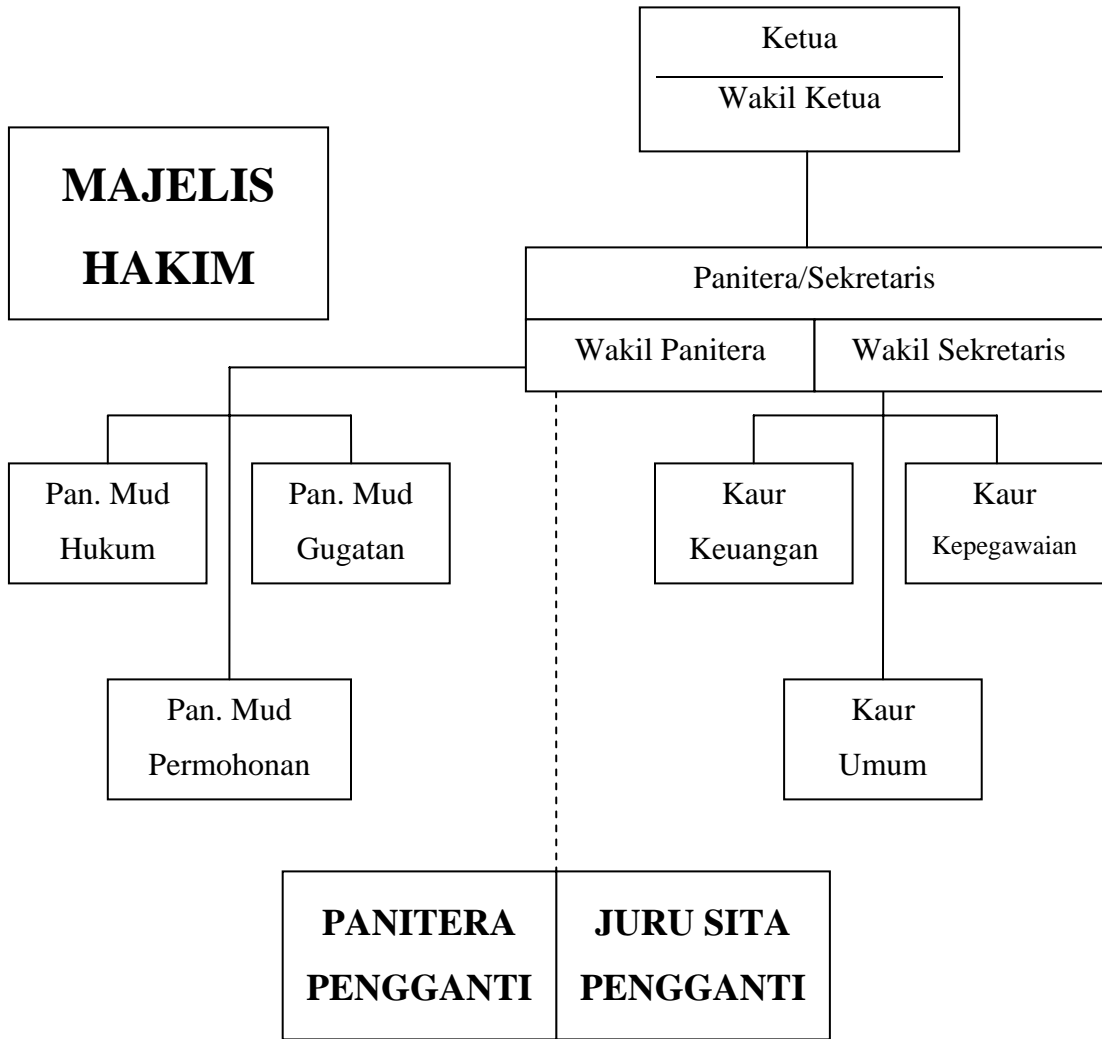 Ketua
Wakil Ketua
MAJELIS
HAKIM
Panitera/Sekretaris
Wakil Panitera
Wakil Sekretaris
Pan. Mud
Hukum
Pan. Mud
Gugatan
Kaur
Keuangan
Kaur
Kepegawaian
Pan. Mud
Permohonan
Kaur
Umum
PANITERA
PENGGANTI
JURU SITA
PENGGANTI